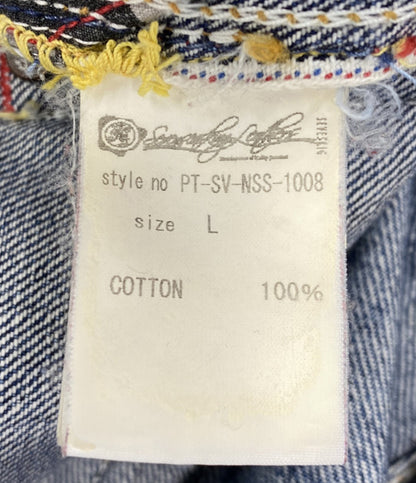 style no PT-SV-NSS-1008
size L
COTTON 100%